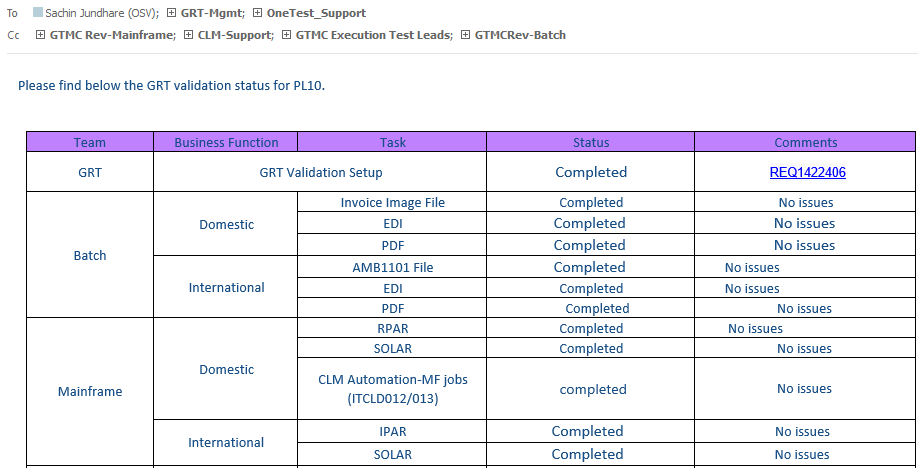 To Sachin Jundhare (OSV); GRT-Mgmt; OneTest_Support
Cc GTMC Rev-Mainframe; CLM-Support; GTMC Execution Test Leads; GTMCRev-Batch
Please find below the GRT validation status for PL10.
Team Business Function Task Status Comments
GRT GRT Validation Setup Completed REQ1422406
Batch Domestic Invoice Image File Completed No issues
EDI Completed No issues
PDF Completed No issues
International AMB1101 File Completed No issues
EDI Completed No issues
PDF Completed No issues
Mainframe Domestic RPAR Completed No issues
SOLAR Completed No issues
CLM Automation-MF jobs
(ITCLD012/013) completed No issues
International IPAR Completed No issues
SOLAR Completed No issues